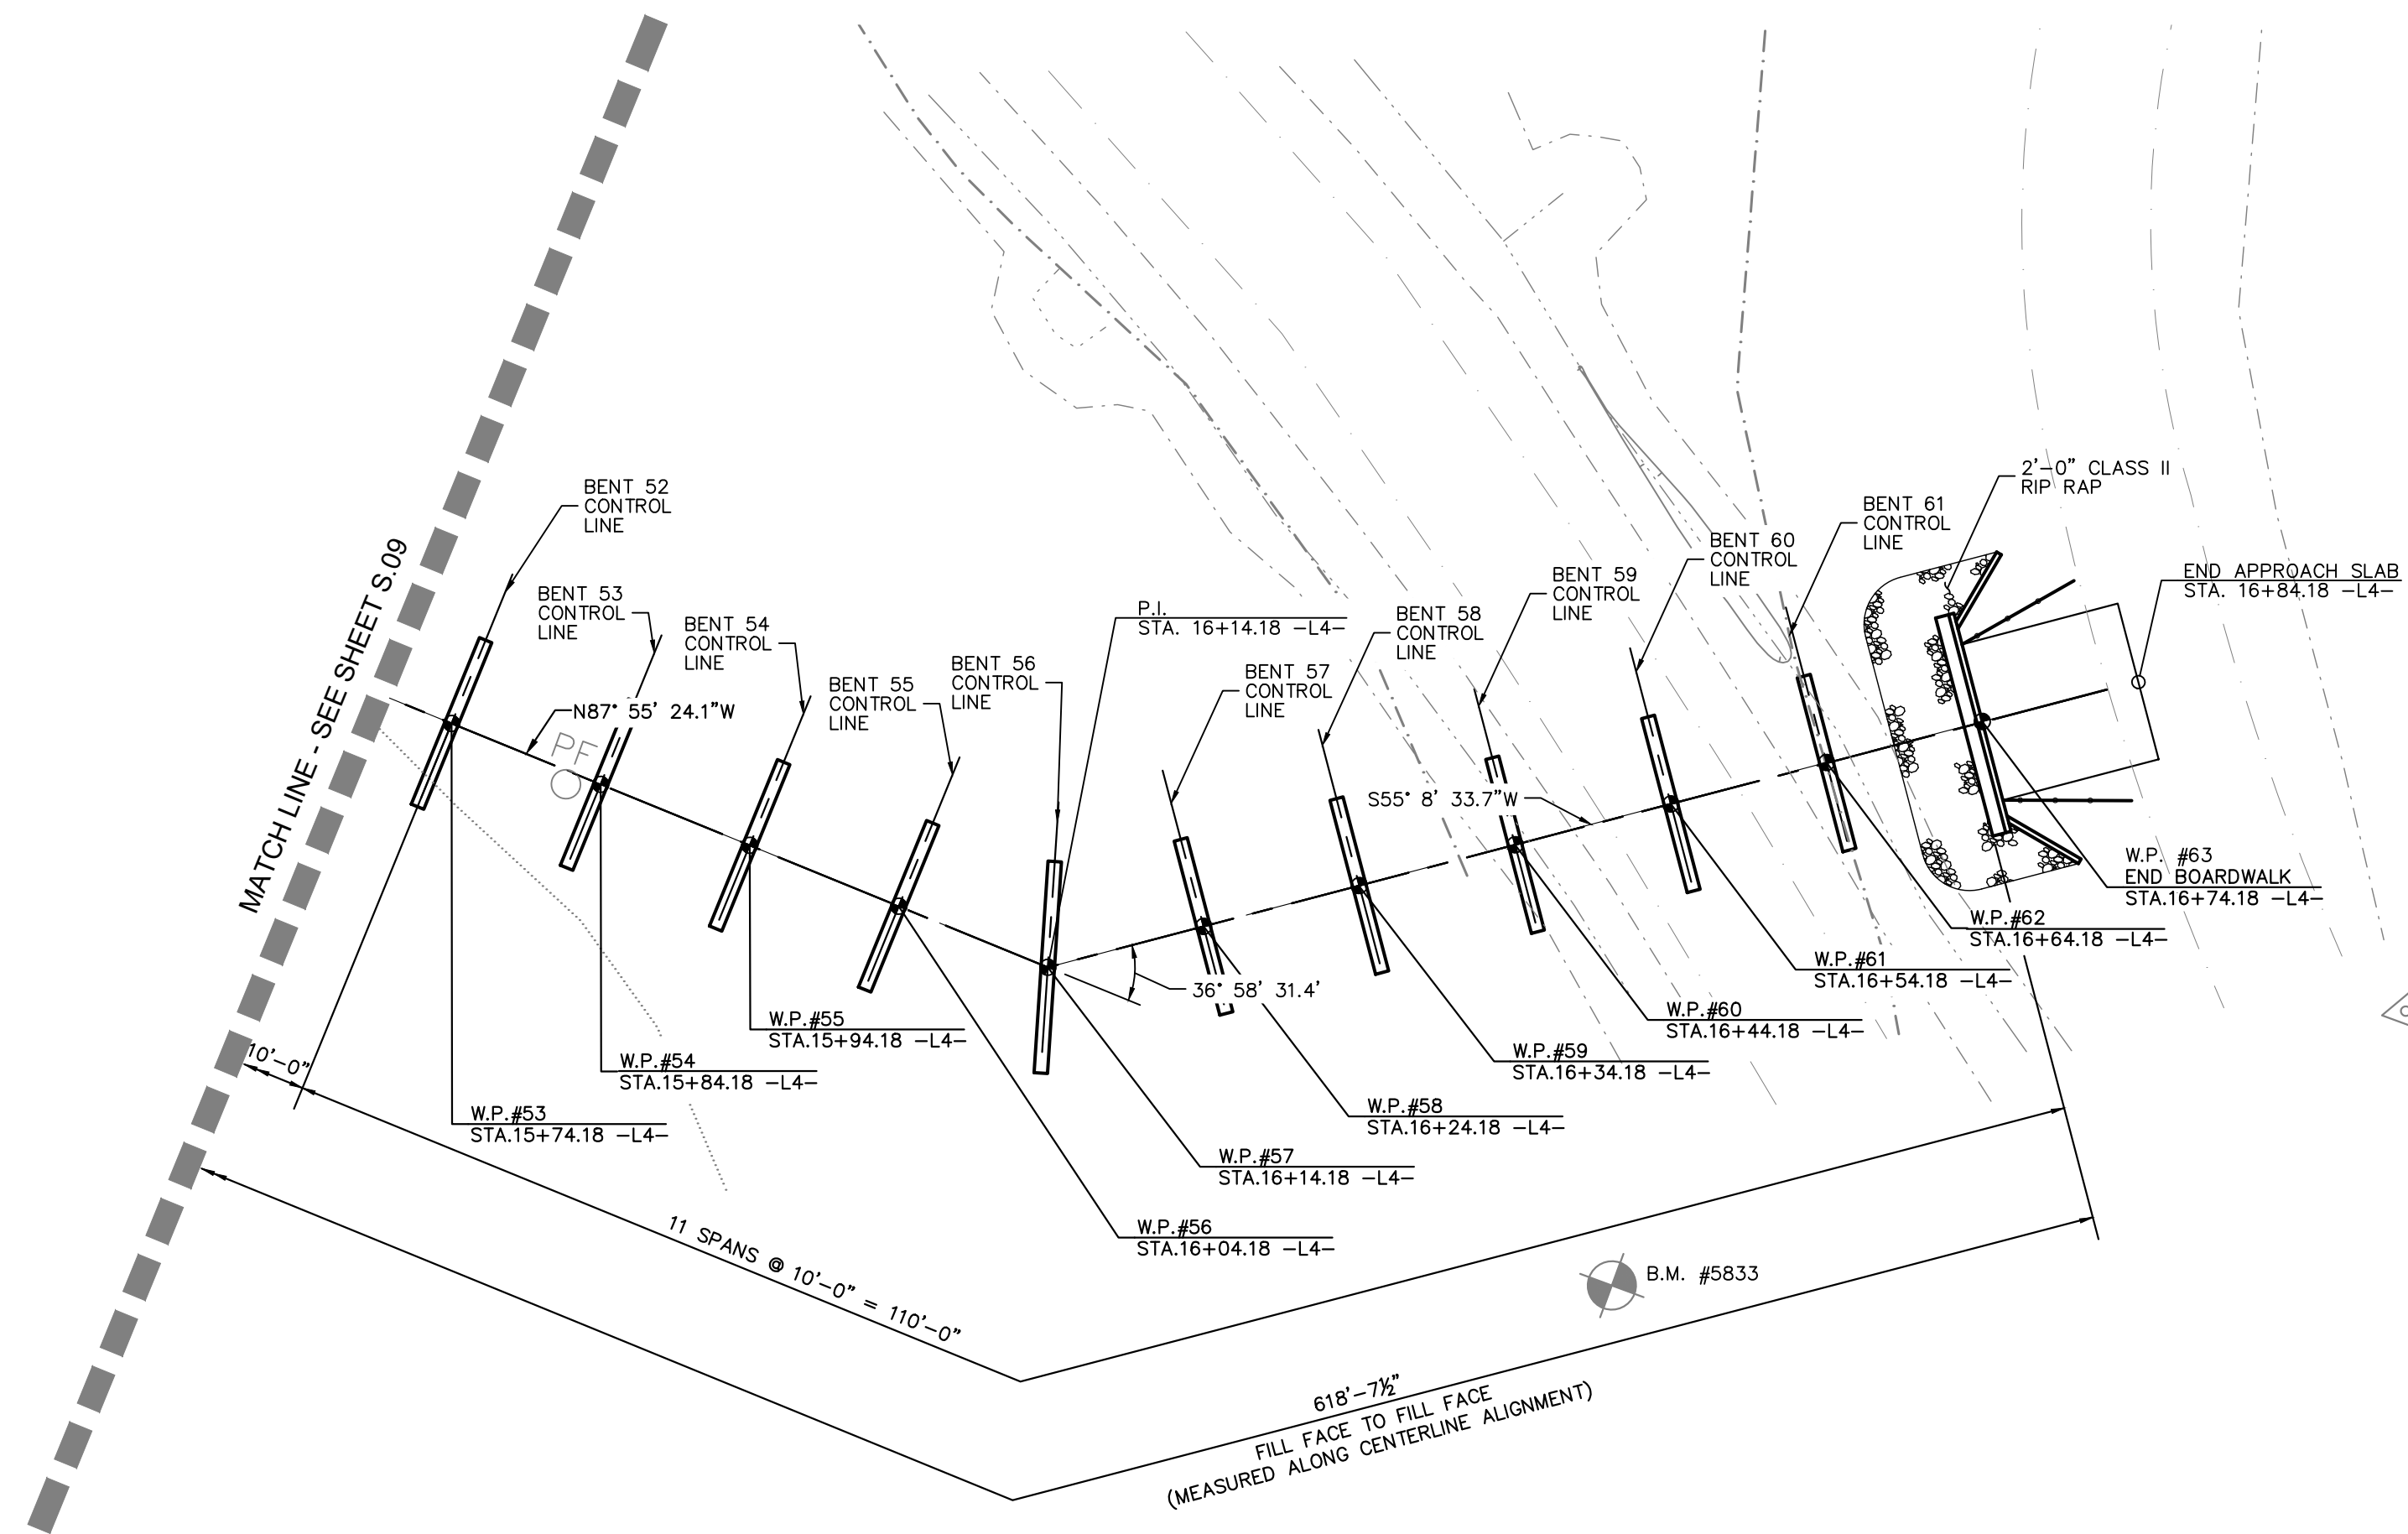 MATCH LINE - SEE SHEET S.09
BENT 52
CONTROL
LINE
BENT 53
CONTROL
LINE
BENT 54
CONTROL
LINE
BENT 55
CONTROL
LINE
BENT 56
CONTROL
LINE
P.I.
STA. 16+14.18 -L4-
BENT 57
CONTROL
LINE
BENT 58
CONTROL
LINE
BENT 59
CONTROL
LINE
BENT 60
CONTROL
LINE
BENT 61
CONTROL
LINE
2'-0" CLASS II
RIP RAP
END APPROACH SLAB
STA. 16+84.18 -L4-
N87° 55' 24.1"W
PF
S55° 8' 33.7"W
36° 58' 31.4'
W.P. #63
END BOARDWALK
STA.16+74.18 -L4-
W.P.#62
STA.16+64.18 -L4-
W.P.#61
STA.16+54.18 -L4-
W.P.#60
STA.16+44.18 -L4-
W.P.#59
STA.16+34.18 -L4-
W.P.#58
STA.16+24.18 -L4-
W.P.#57
STA.16+14.18 -L4-
W.P.#56
STA.16+04.18 -L4-
W.P.#55
STA.15+94.18 -L4-
W.P.#54
STA.15+84.18 -L4-
W.P.#53
STA.15+74.18 -L4-
10'-0"
11 SPANS @ 10'-0" = 110'-0"
B.M. #5833
618'-7½"
FILL FACE TO FILL FACE
(MEASURED ALONG CENTERLINE ALIGNMENT)